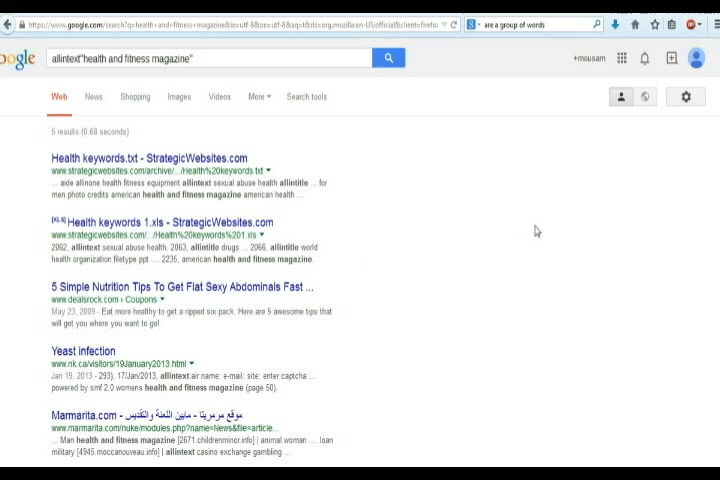 https://www.google.com/search?q=health+and+fitness+magazine&ie=utf-8&oe=utf-8&aq=t&rls=org.mozilla:en-US:official&client=firefox
are a group of words
oogle
allintext"health and fitness magazine"
+mousam
Web News Shopping Images Videos More Search tools
5 results (0.68 seconds)
Health keywords.txt - StrategicWebsites.com
www.strategicwebsites.com/archive/.../Health%20keywords.txt
... aide allinone health fitness equipment allintext sexual abuse health allintitle ... for
men photo credits american health and fitness magazine american health ...
[XLS] Health keywords 1.xls - StrategicWebsites.com
www.strategicwebsites.com/.../Health%20keywords%201.xls
2062, allintext sexual abuse health. 2063, allintitle drugs ... 2066, allintitle world
health organization filetype ppt .... 2235, american health and fitness magazine.
5 Simple Nutrition Tips To Get Flat Sexy Abdominals Fast ...
www.dealsrock.com › Coupons
May 23, 2009 - Eat more healthy to get a ripped six pack. Here are 5 awesome tips that
will get you where you want to go!
Yeast infection
www.nk.ca/visitors/19January2013.html
Jan 19, 2013 - 293), 17/Jan/2013, allintext:air name: e-mail: site: enter captcha ...
powered by smf 2.0 womens health and fitness magazine (page 50).
Marmarita.com - موقع مرمريتا - مابين اللعنة والتقديس
www.marmarita.com/nuke/modules.php?name=News&file=article...
... Man health and fitness magazine [2671.childrenminor.info] | animal woman .... loan
military [4945.moccanouveau.info] | allintext casino exchange gambling ...